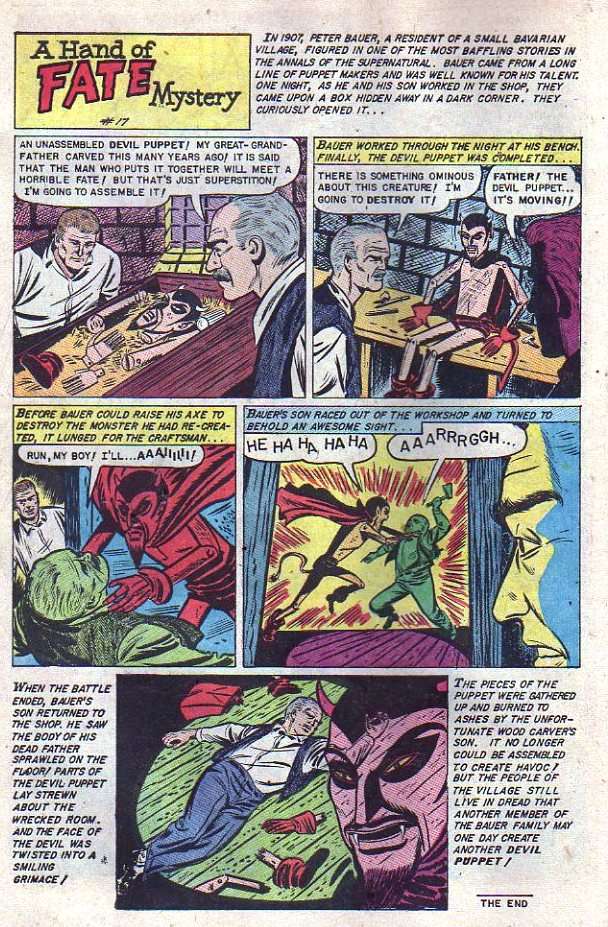 A Hand of
FATE
Mystery
#17
IN 1907, PETER BAUER, A RESIDENT OF A SMALL BAVARIAN
VILLAGE, FIGURED IN ONE OF THE MOST BAFFLING STORIES IN
THE ANNALS OF THE SUPERNATURAL. BAUER CAME FROM A LONG
LINE OF PUPPET MAKERS AND WAS WELL KNOWN FOR HIS TALENT.
ONE NIGHT, AS HE AND HIS SON WORKED IN THE SHOP, THEY
CAME UPON A BOX HIDDEN AWAY IN A DARK CORNER. THEY
CURIOUSLY OPENED IT...
AN UNASSEMBLED DEVIL PUPPET! MY GREAT-GRAND-
FATHER CARVED THIS MANY YEARS AGO! IT IS SAID
THAT THE MAN WHO PUTS IT TOGETHER WILL MEET A
HORRIBLE FATE! BUT THAT'S JUST SUPERSTITION!
I'M GOING TO ASSEMBLE IT!
BAUER WORKED THROUGH THE NIGHT AT HIS BENCH.
FINALLY, THE DEVIL PUPPET WAS COMPLETED...
THERE IS SOMETHING OMINOUS
ABOUT THIS CREATURE! I'M
GOING TO DESTROY IT!
FATHER! THE
DEVIL PUPPET...
IT'S MOVING!!
BEFORE BAUER COULD RAISE HIS AXE TO
DESTROY THE MONSTER HE HAD RE-CREA-
TED, IT LUNGED FOR THE CRAFTSMAN...
RUN, MY BOY! I'LL...AAAIIIII!
BAUER'S SON RACED OUT OF THE WORKSHOP AND TURNED TO
BEHOLD AN AWESOME SIGHT...
HE HA HA, HA HA
AAARRRGGH...
WHEN THE BATTLE
ENDED, BAUER'S
SON RETURNED TO
THE SHOP. HE SAW
THE BODY OF HIS
DEAD FATHER
SPRAWLED ON THE
FLOOR! PARTS OF
THE DEVIL PUPPET
LAY STREWN
ABOUT THE
WRECKED ROOM.
AND THE FACE OF
THE DEVIL WAS
TWISTED INTO A
SMILING
GRIMACE!
THE PIECES OF THE
PUPPET WERE GATHERED
UP AND BURNED TO
ASHES BY THE UNFOR-
TUNATE WOOD CARVER'S
SON. IT NO LONGER
COULD BE ASSEMBLED
TO CREATE HAVOC!
BUT THE PEOPLE OF
THE VILLAGE STILL
LIVE IN DREAD THAT
ANOTHER MEMBER OF
THE BAUER FAMILY MAY
ONE DAY CREATE
ANOTHER DEVIL
PUPPET!
THE END